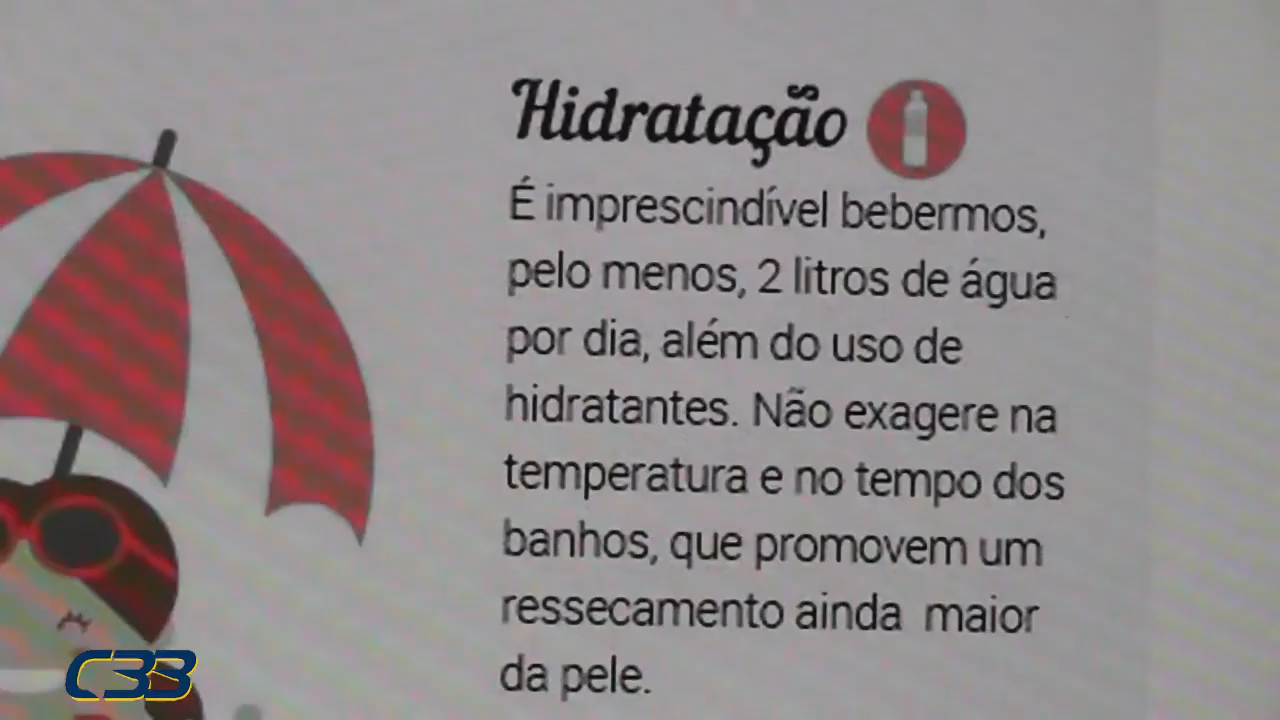 Hidratação
É imprescindível bebermos,
pelo menos, 2 litros de água
por dia, além do uso de
hidratantes. Não exagere na
temperatura e no tempo dos
banhos, que promovem um
ressecamento ainda maior
da pele.
C33